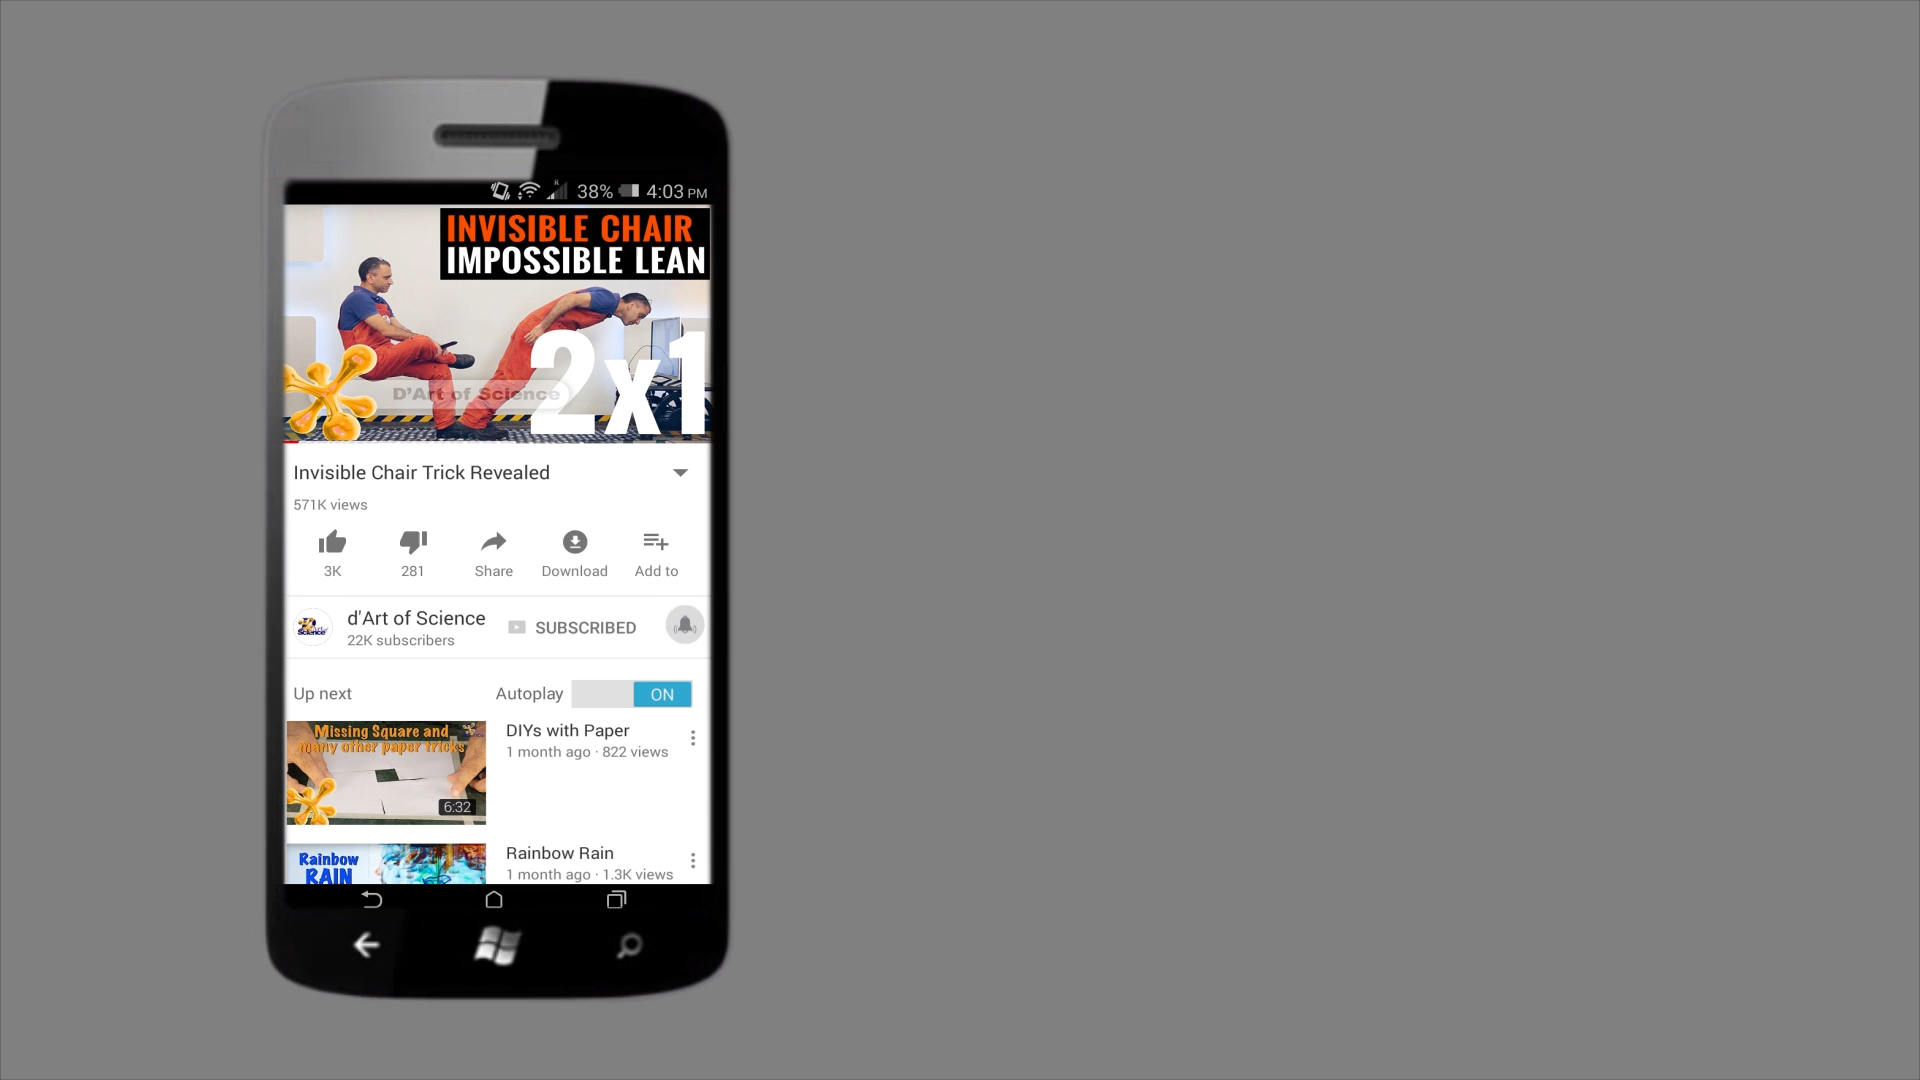 R
38%
4:03 PM
INVISIBLE CHAIR
IMPOSSIBLE LEAN
2x1
D'Art of Science
Invisible Chair Trick Revealed
571K views
3K
281
Share
Download
Add to
d'Art of Science
22K subscribers
SUBSCRIBED
Up next
Autoplay
ON
Missing Square and
many other paper tricks
6:32
DIYs with Paper
1 month ago · 822 views
Rainbow
RAIN
Rainbow Rain
1 month ago · 1.3K views